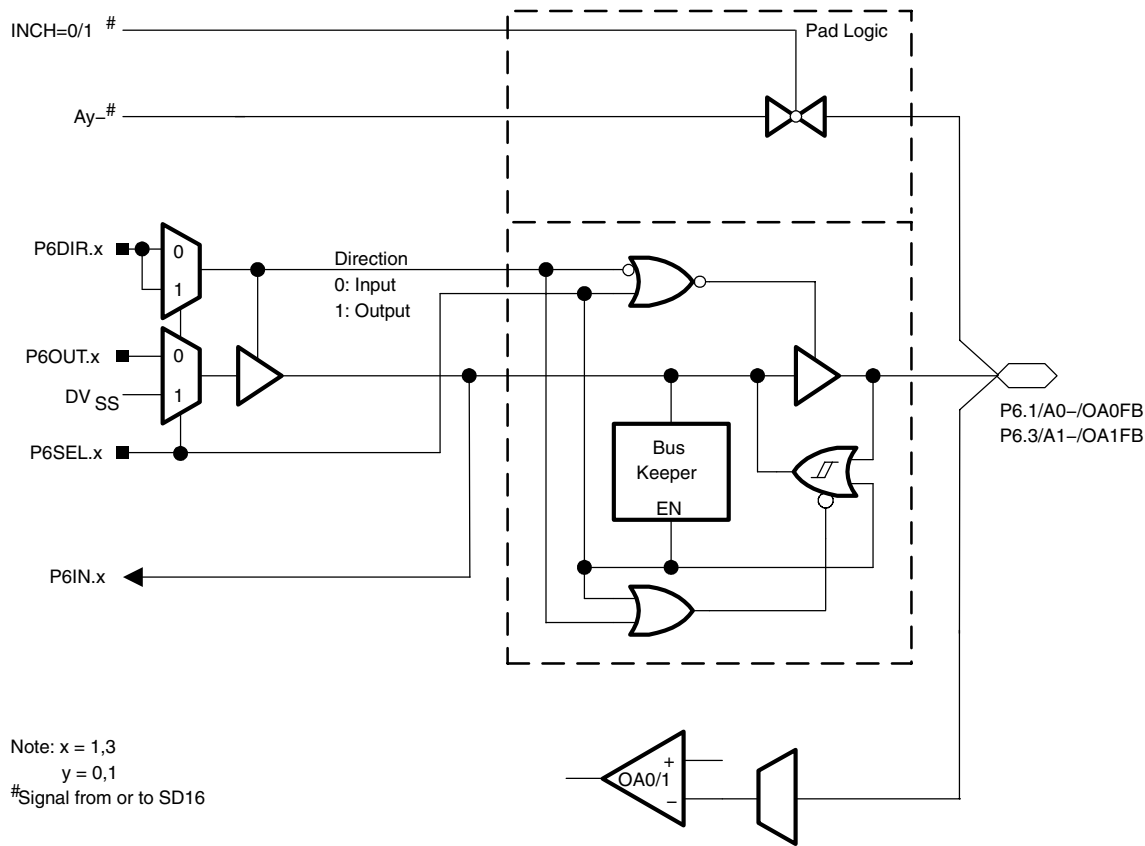 INCH=0/1 #
Pad Logic
Ay–#
P6DIR.x
0
1
Direction
0: Input
1: Output
P6OUT.x
0
DV SS
1
P6SEL.x
Bus
Keeper
EN
P6.1/A0–/OA0FB
P6.3/A1–/OA1FB
P6IN.x
Note: x = 1,3
y = 0,1
#Signal from or to SD16
+
OA0/1
–